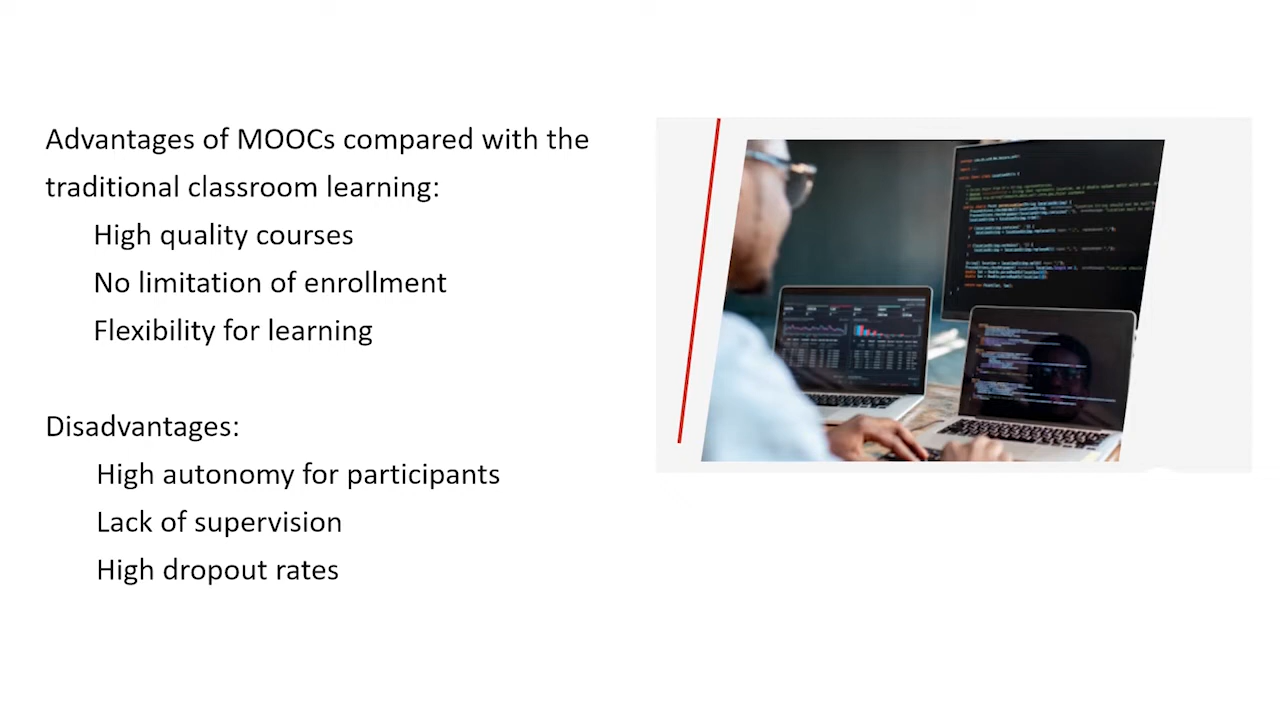 Advantages of MOOCs compared with the
traditional classroom learning:
High quality courses
No limitation of enrollment
Flexibility for learning
Disadvantages:
High autonomy for participants
Lack of supervision
High dropout rates